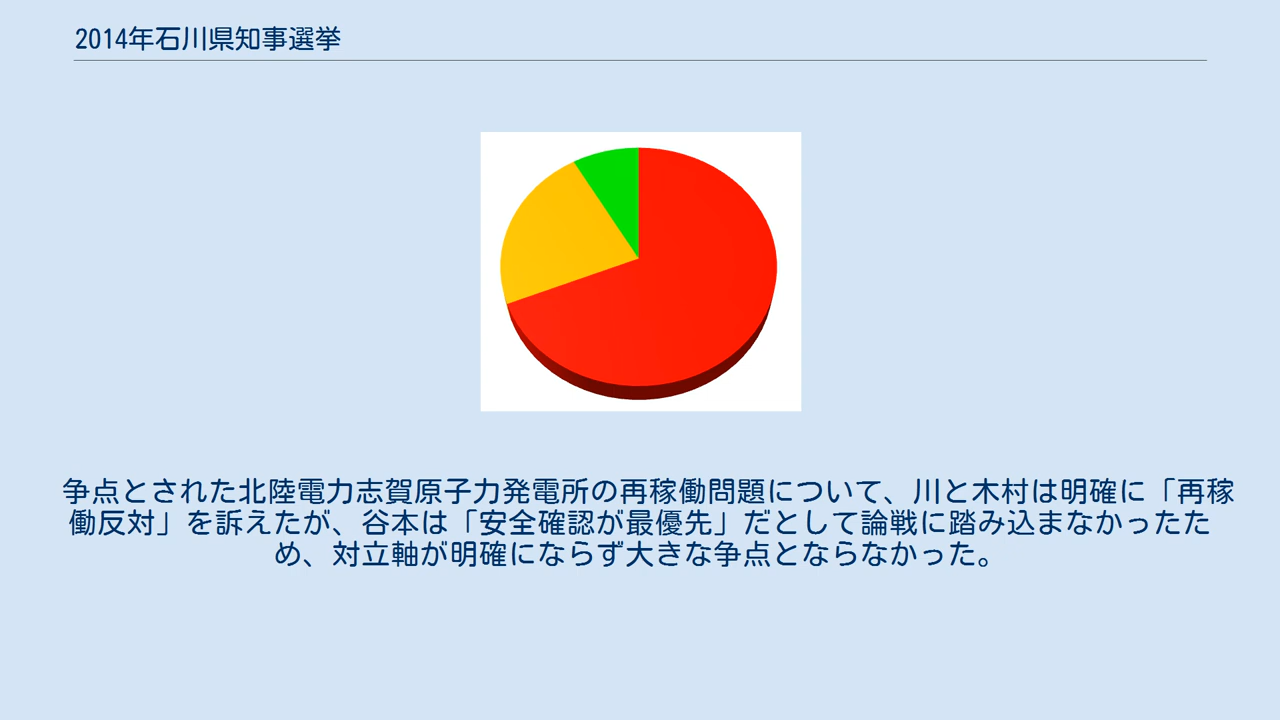 2014年石川県知事選挙
争点とされた北陸電力志賀原子力発電所の再稼働問題について、川と木村は明確に「再稼
働反対」を訴えたが、谷本は「安全確認が最優先」だとして論戦に踏み込まなかったた
め、対立軸が明確にならず大きな争点とならなかった。